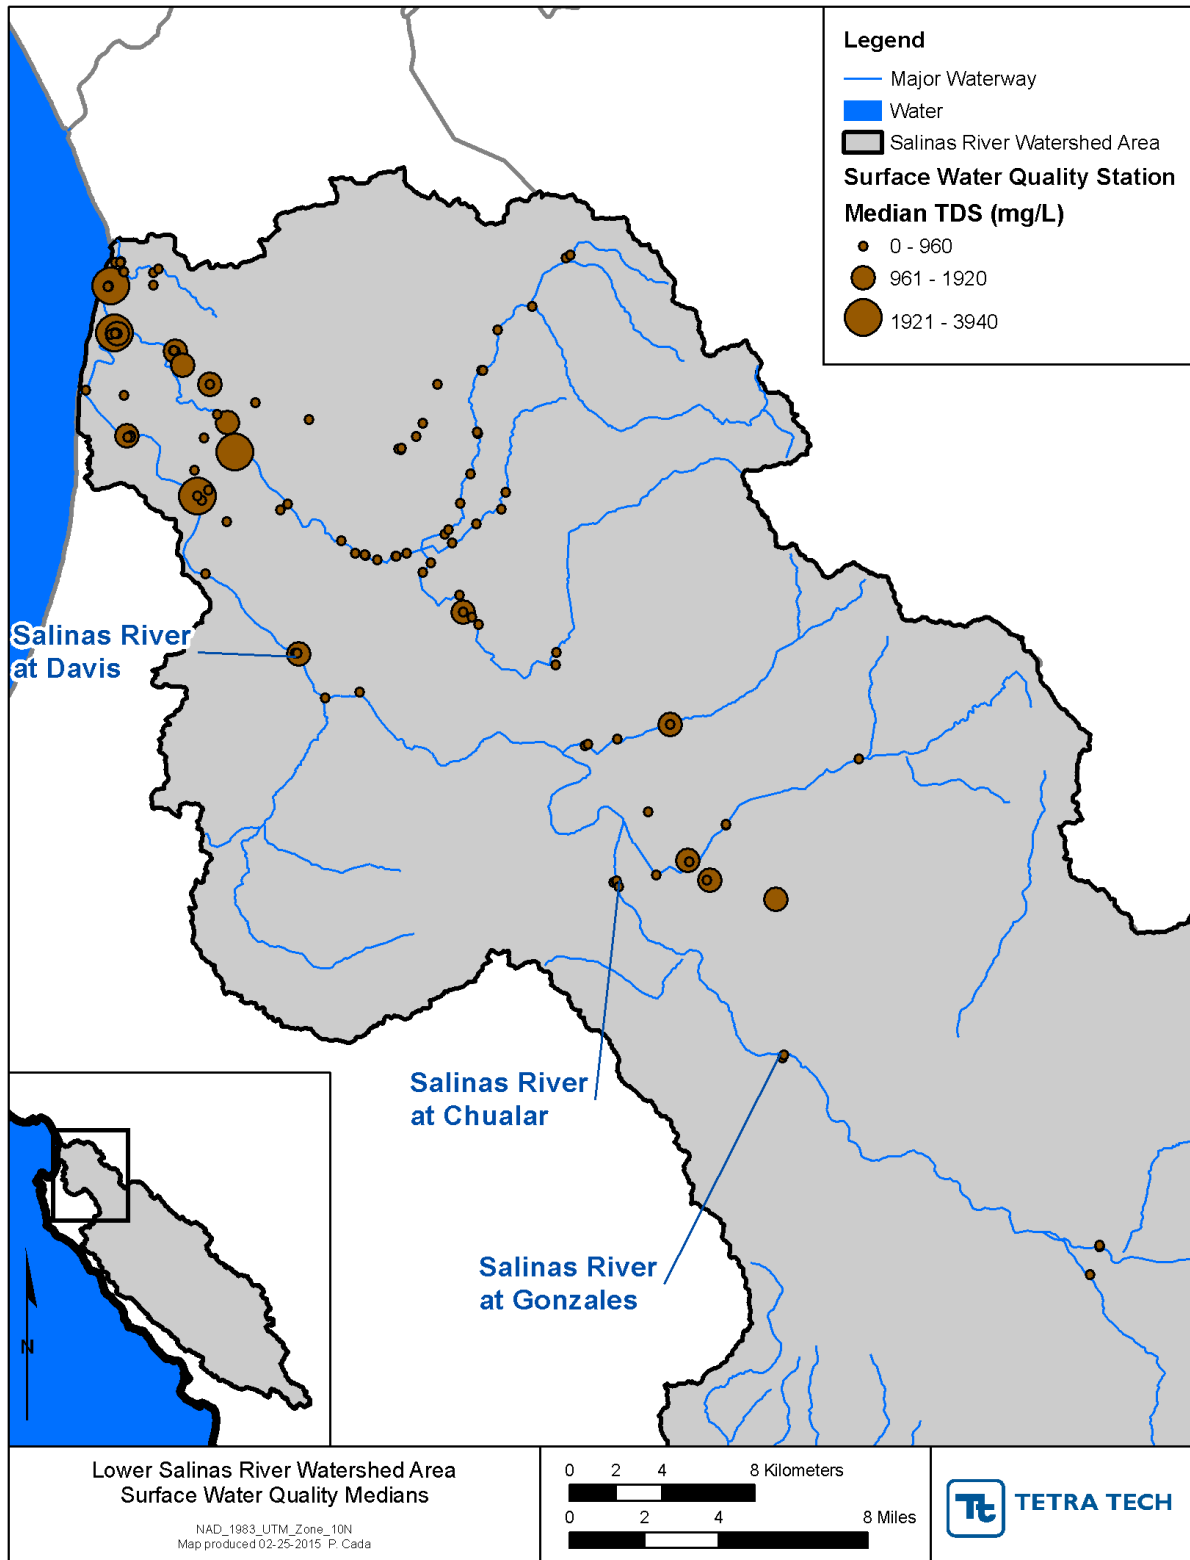 Legend
Major Waterway
Water
Salinas River Watershed Area
Surface Water Quality Station
Median TDS (mg/L)
0 - 960
961 - 1920
1921 - 3940
Salinas River
at Davis
Salinas River
at Chualar
Salinas River
at Gonzales
N
Lower Salinas River Watershed Area
Surface Water Quality Medians
NAD_1983_UTM_Zone_10N
Map produced 02-25-2015 P. Cada
0 2 4 8 Kilometers
0 2 4 8 Miles
Tt TETRA TECH